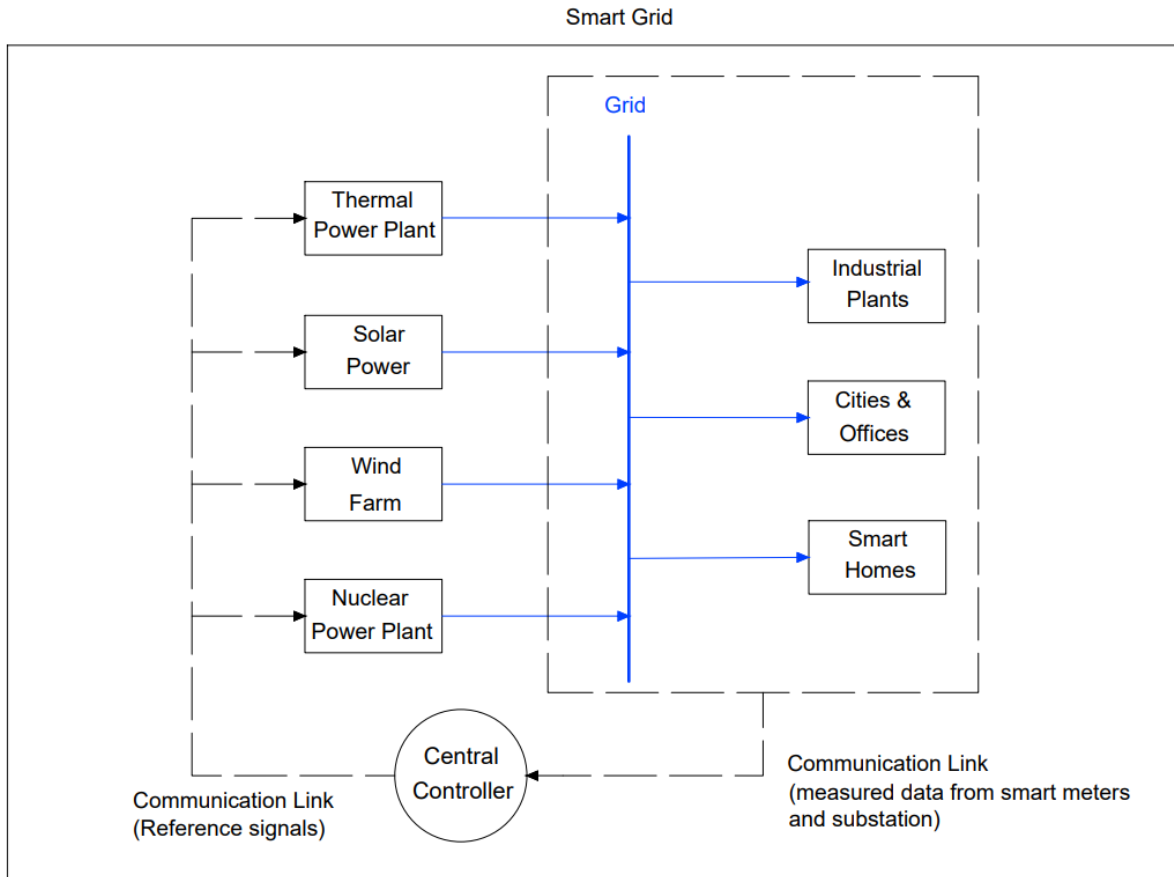 Smart Grid
Grid
Thermal
Power Plant
Solar
Power
Wind
Farm
Nuclear
Power Plant
Industrial
Plants
Cities &
Offices
Smart
Homes
Central
Controller
Communication Link
(Reference signals)
Communication Link
(measured data from smart meters
and substation)